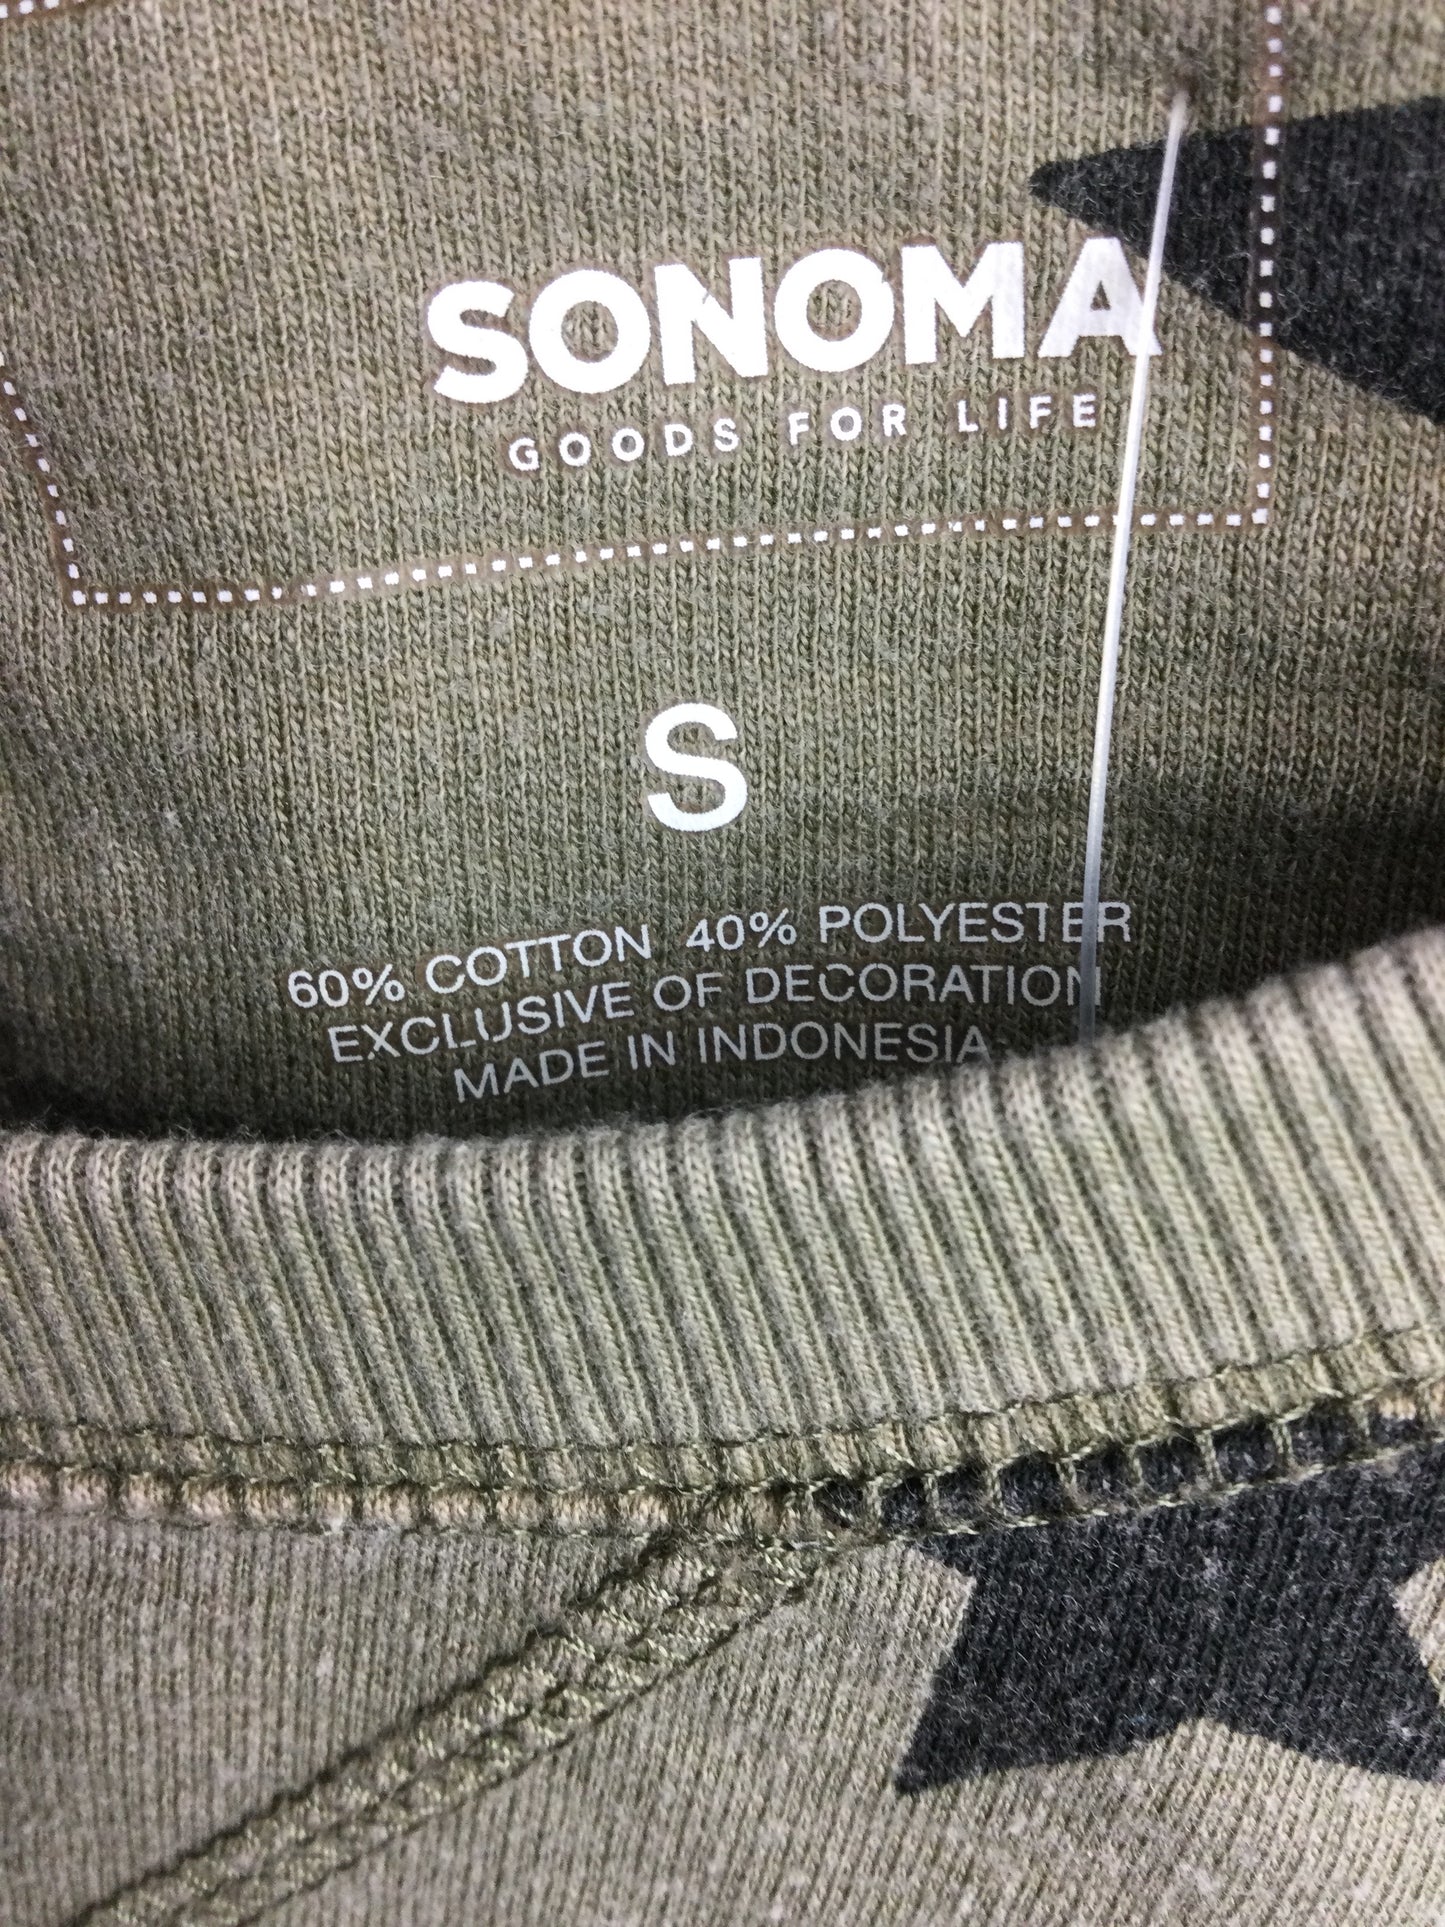 SONOMA
GOODS FOR LIFE
S
60% COTTON 40% POLYESTER
EXCLUSIVE OF DECORATION
MADE IN INDONESIA